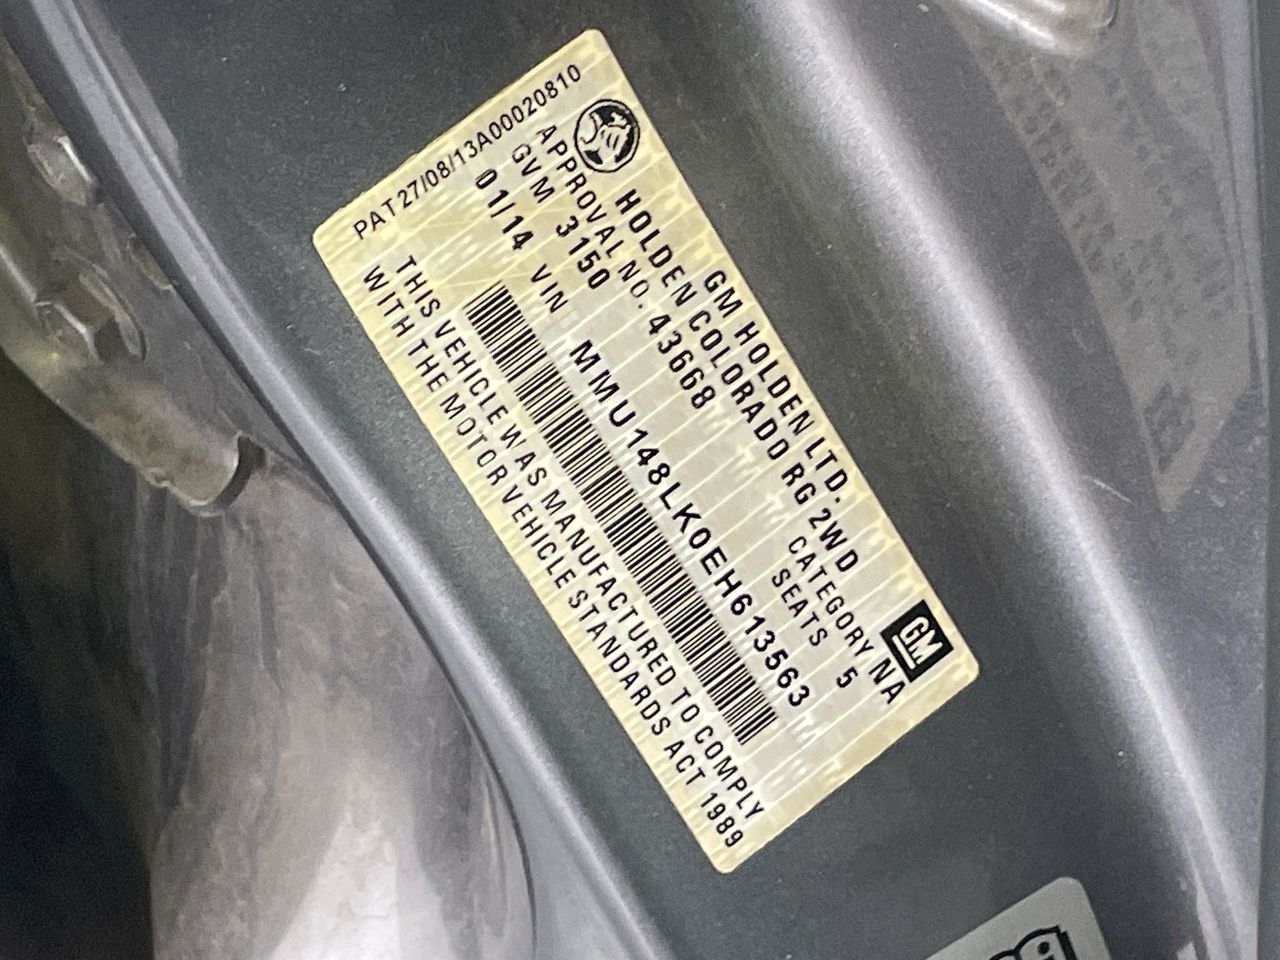 PAT27/08/13A00020810
GM HOLDEN LTD.
HOLDEN COLORADO RG 2WD
APPROVAL NO. 43668 CATEGORY NA
GVM 3150 SEATS 5
01/14 VIN MMU148LK0EH613563
THIS VEHICLE WAS MANUFACTURED TO COMPLY
WITH THE MOTOR VEHICLE STANDARDS ACT 1989
GM